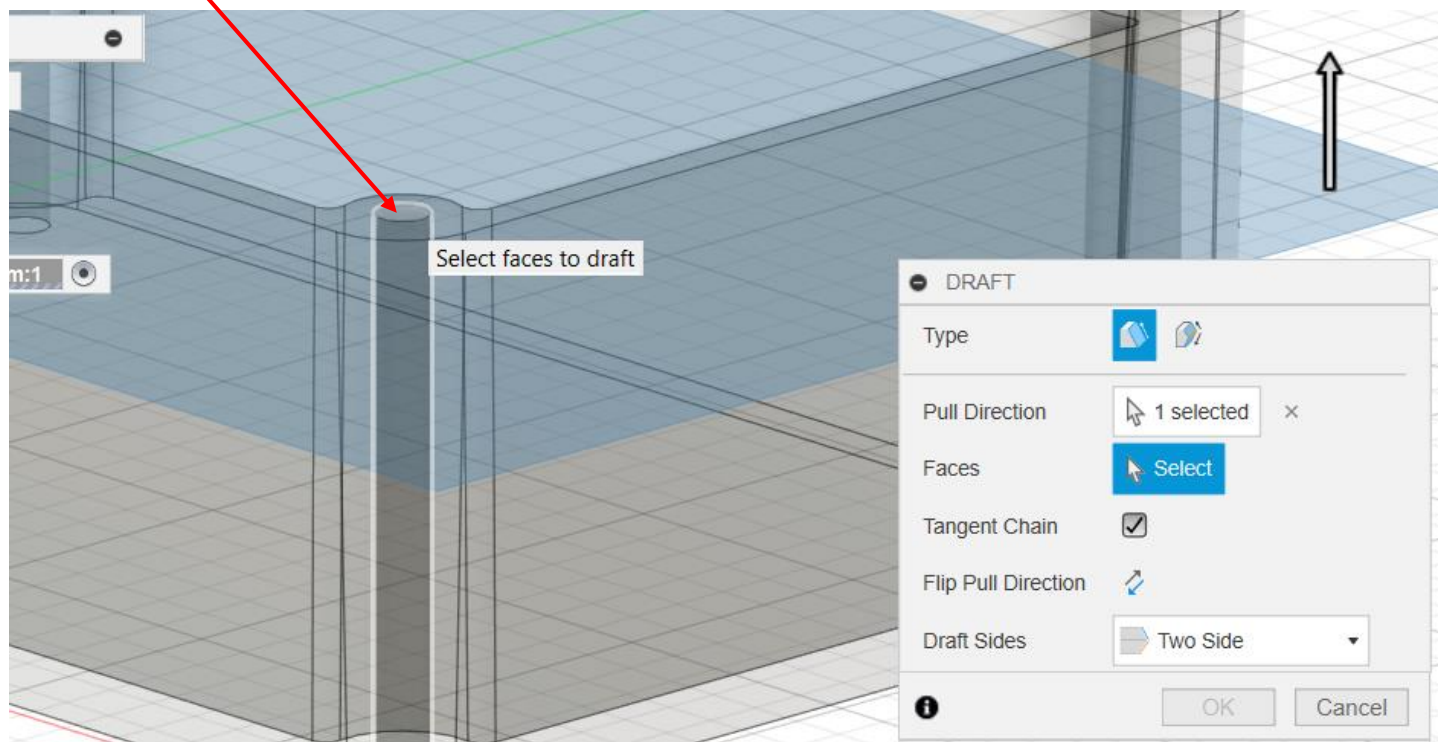 m:1
Select faces to draft
DRAFT
Type
Pull Direction
1 selected
Faces
Select
Tangent Chain
Flip Pull Direction
Draft Sides
Two Side
OK
Cancel